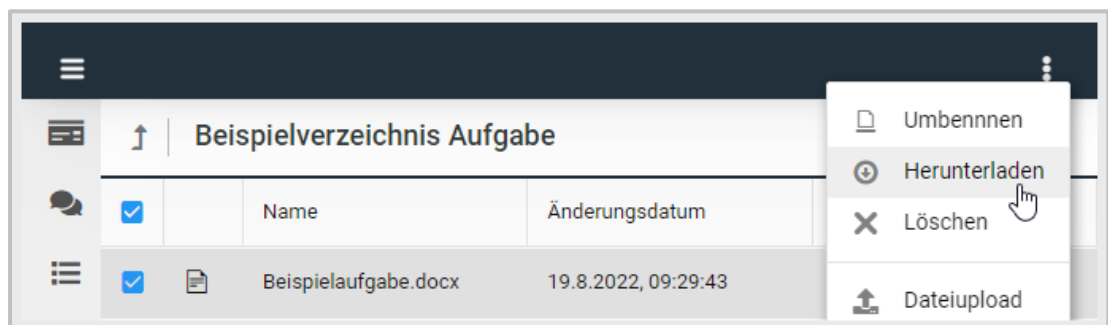 Beispielverzeichnis Aufgabe
Umbennnen
Herunterladen
Name Änderungsdatum
Löschen
Beispielaufgabe.docx 19.8.2022, 09:29:43
Dateiupload